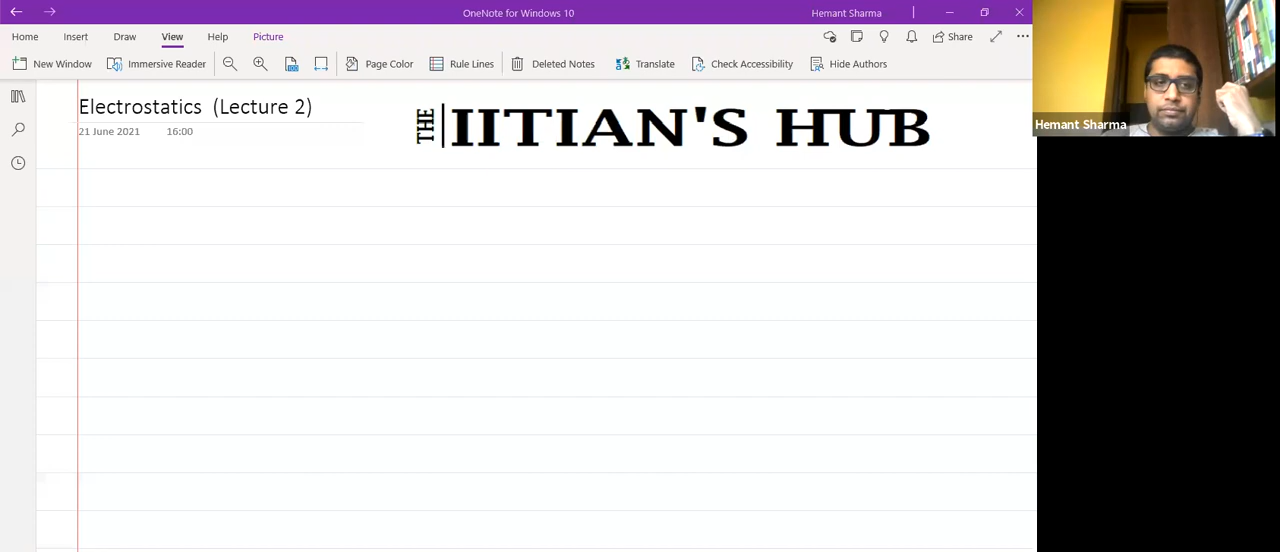 OneNote for Windows 10
Hemant Sharma
Home Insert Draw View Help Picture
Share
New Window Immersive Reader Page Color Rule Lines Deleted Notes Translate Check Accessibility Hide Authors
Electrostatics (Lecture 2)
21 June 2021 16:00
THE IITIAN'S HUB
Hemant Sharma